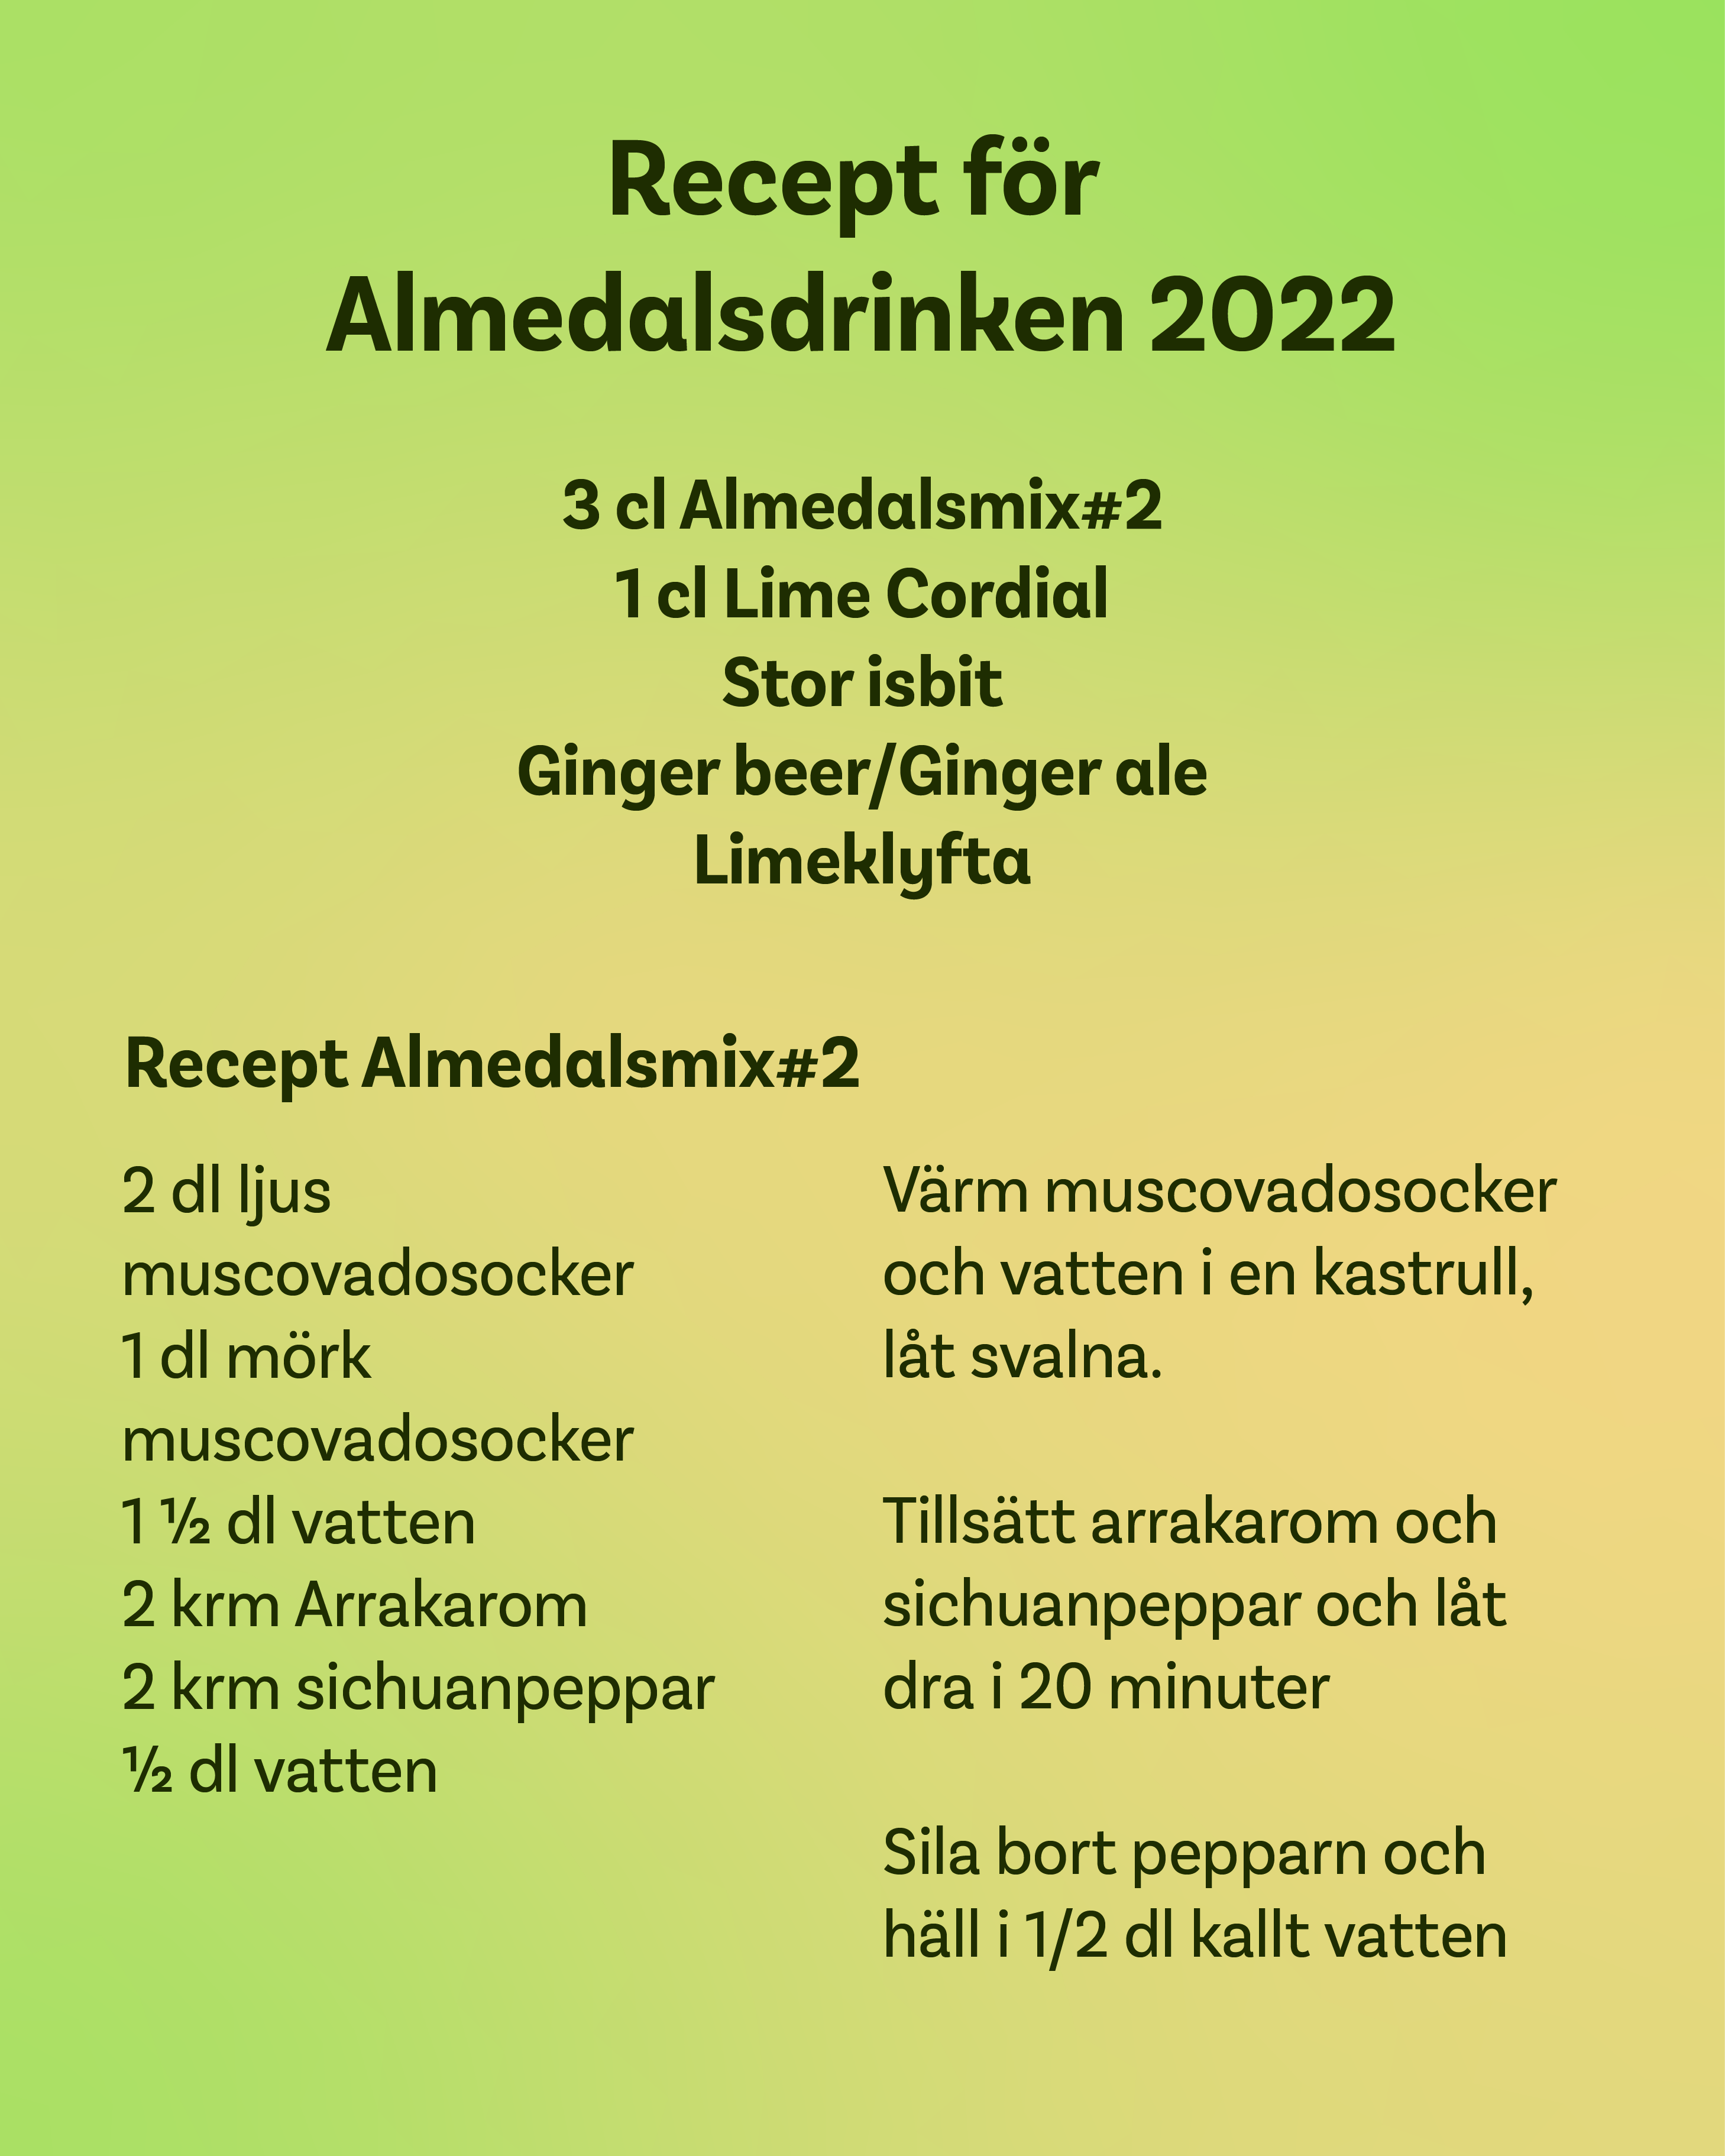 Recept för
Almedalsdrinken 2022
3 cl Almedalsmix#2
1 cl Lime Cordial
Stor isbit
Ginger beer/Ginger ale
Limeklyfta
Recept Almedalsmix#2
2 dl ljus
muscovadosocker
1 dl mörk
muscovadosocker
1 ½ dl vatten
2 krm Arrakarom
2 krm sichuanpeppar
½ dl vatten
Värm muscovadosocker
och vatten i en kastrull,
låt svalna.
Tillsätt arrakarom och
sichuanpeppar och låt
dra i 20 minuter
Sila bort pepparn och
häll i 1/2 dl kallt vatten